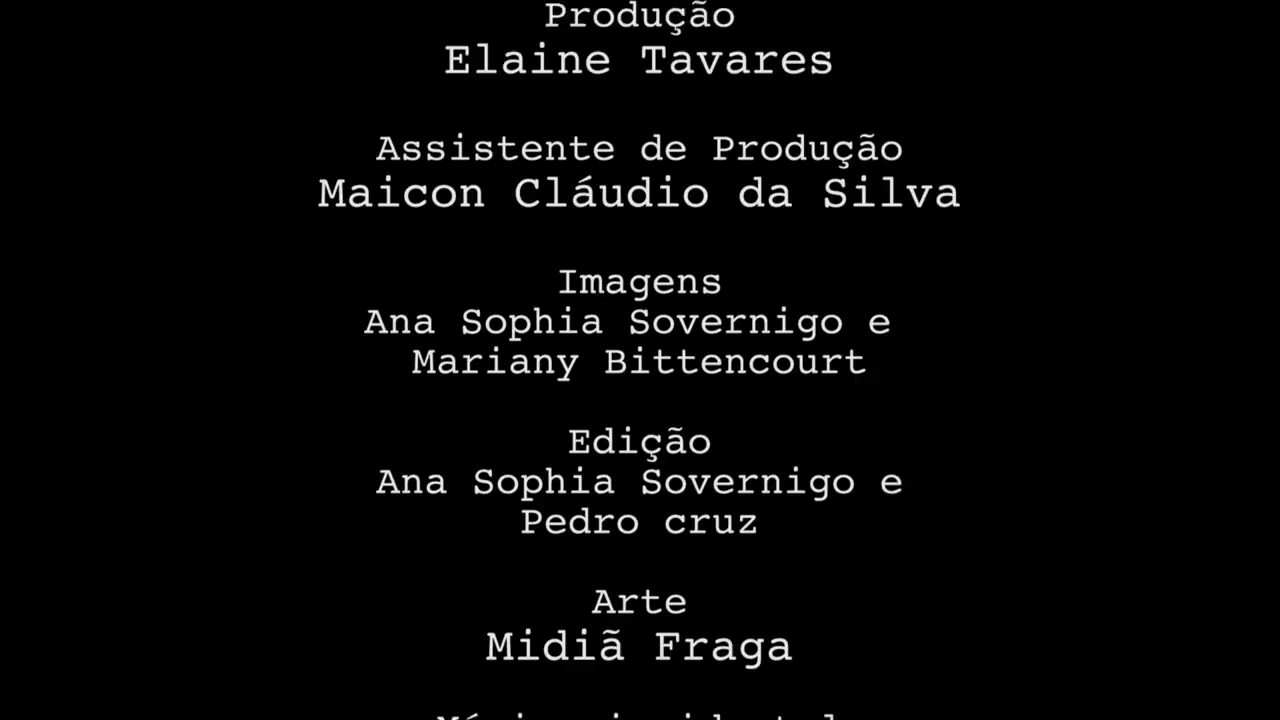 Produção
Elaine Tavares
Assistente de Produção
Maicon Cláudio da Silva
Imagens
Ana Sophia Sovernigo e
Mariany Bittencourt
Edição
Ana Sophia Sovernigo e
Pedro cruz
Arte
Midiã Fraga